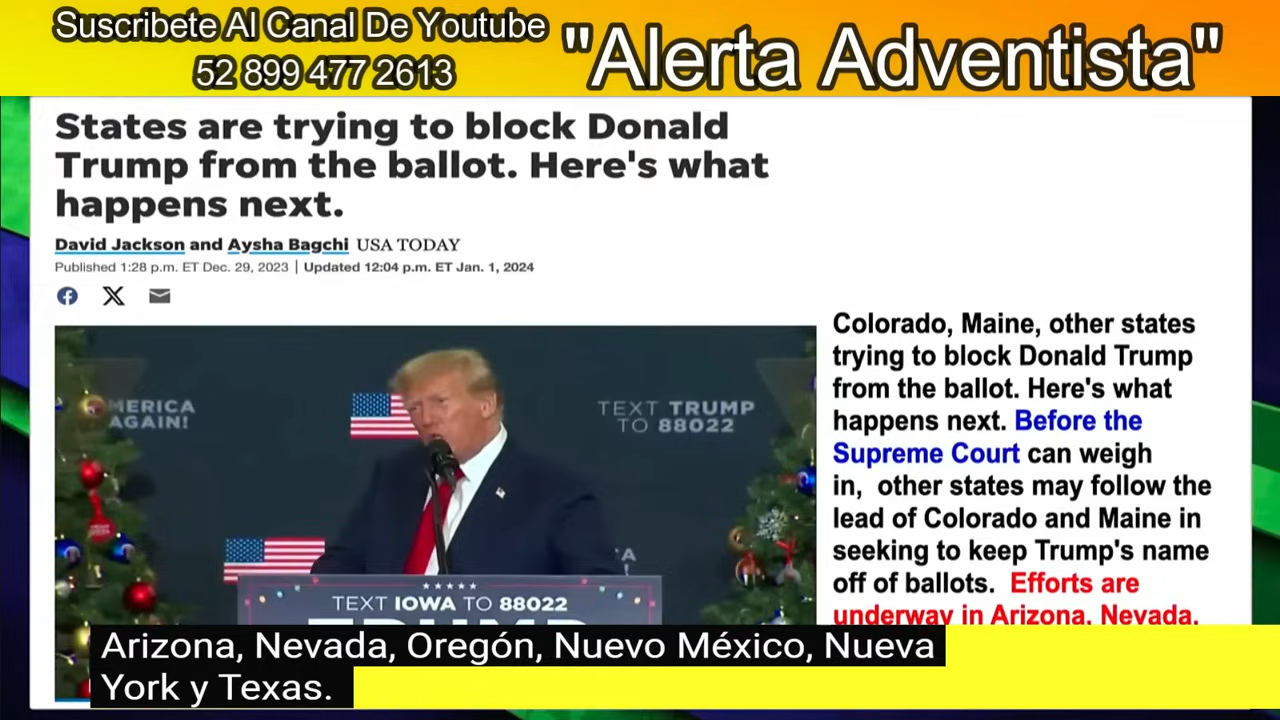 Suscribete Al Canal De Youtube
52 899 477 2613
"Alerta Adventista"
States are trying to block Donald
Trump from the ballot. Here's what
happens next.
David Jackson and Aysha Bagchi USA TODAY
Published 1:28 p.m. ET Dec. 29, 2023 | Updated 12:04 p.m. ET Jan. 1, 2024
MERICA
AGAIN!
TEXT TRUMP
TO 88022
TEXT IOWA TO 88022
Colorado, Maine, other states
trying to block Donald Trump
from the ballot. Here's what
happens next. Before the
Supreme Court can weigh
in, other states may follow the
lead of Colorado and Maine in
seeking to keep Trump's name
off of ballots. Efforts are
underway in Arizona, Nevada,
Arizona, Nevada, Oregón, Nuevo México, Nueva
York y Texas.